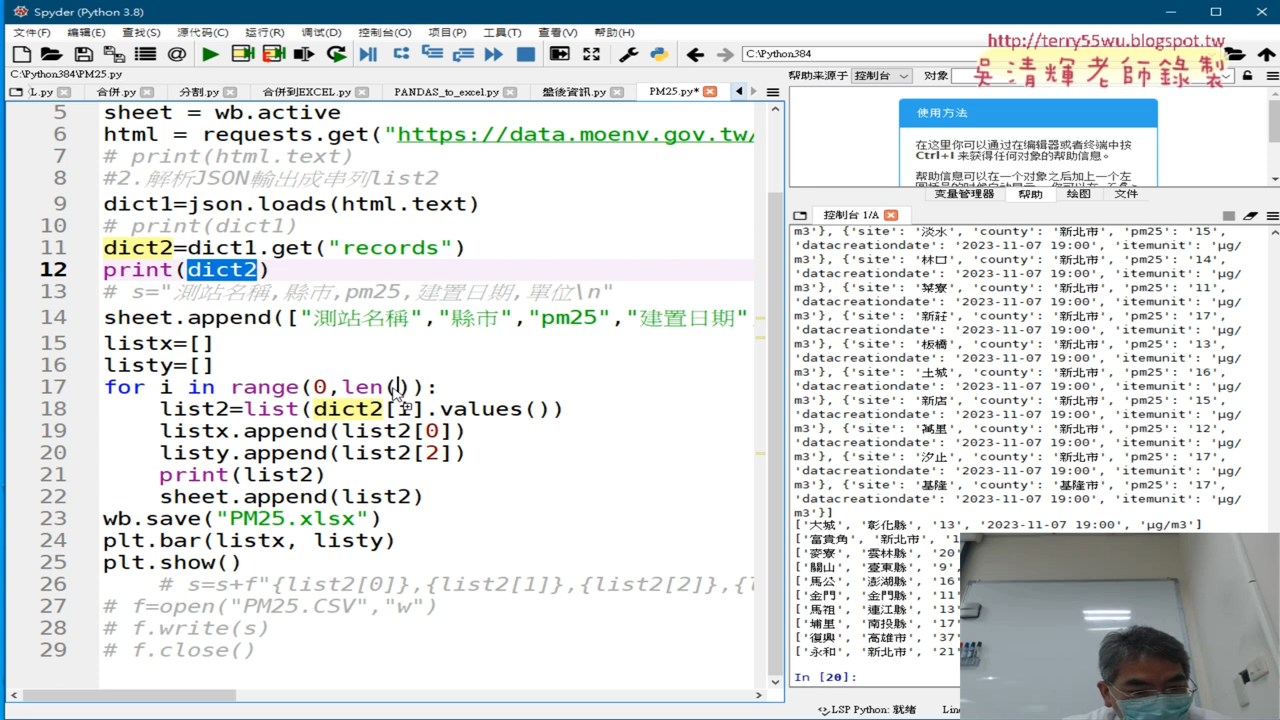 Spyder (Python 3.8)
文件(F) 编辑(E) 查找(S) 源代码(C) 运行(R) 调试(D) 控制台(O) 项目(P) 工具(T) 查看(V) 帮助(H)
http://terry55wu.blogspot.tw
吳清輝老師錄製
C:\Python384
C:\Python384\PM25.py
帮助来源于 控制台 对象
L.py 合併.py 分割.py 合併到EXCEL.py PANDAS_to_excel.py 盤後資訊.py PM25.py*
5 sheet = wb.active
6 html = requests.get("https://data.moenv.gov.tw/
7 # print(html.text)
8 #2.解析JSON輸出成串列list2
9 dict1=json.loads(html.text)
10 # print(dict1)
11 dict2=dict1.get("records")
12 print(dict2)
13 # s="測站名稱,縣市,pm25,建置日期,單位\n"
14 sheet.append(["測站名稱","縣市","pm25","建置日期"
15 listx=[]
16 listy=[]
17 for i in range(0,len()):
18 list2=list(dict2[i].values())
19 listx.append(list2[0])
20 listy.append(list2[2])
21 print(list2)
22 sheet.append(list2)
23 wb.save("PM25.xlsx")
24 plt.bar(listx, listy)
25 plt.show()
26 # s=s+f"{list2[0]},{list2[1]},{list2[2]},{l
27 # f=open("PM25.CSV","w")
28 # f.write(s)
29 # f.close()
使用方法
在这里你可以通过在编辑器或者终端中按
Ctrl+I 来获得任何对象的帮助信息。
帮助信息可以在一个对象之后加上一个左
变量管理器 帮助 绘图 文件
控制台 1/A
m3'}, {'site': '淡水', 'county': '新北市', 'pm25': '15',
'datacreationdate': '2023-11-07 19:00', 'itemunit': 'μg/
m3'}, {'site': '林口', 'county': '新北市', 'pm25': '14',
'datacreationdate': '2023-11-07 19:00', 'itemunit': 'μg/
m3'}, {'site': '菜寮', 'county': '新北市', 'pm25': '11',
'datacreationdate': '2023-11-07 19:00', 'itemunit': 'μg/
m3'}, {'site': '新莊', 'county': '新北市', 'pm25': '17',
'datacreationdate': '2023-11-07 19:00', 'itemunit': 'μg/
m3'}, {'site': '板橋', 'county': '新北市', 'pm25': '13',
'datacreationdate': '2023-11-07 19:00', 'itemunit': 'μg/
m3'}, {'site': '土城', 'county': '新北市', 'pm25': '16',
'datacreationdate': '2023-11-07 19:00', 'itemunit': 'μg/
m3'}, {'site': '新店', 'county': '新北市', 'pm25': '15',
'datacreationdate': '2023-11-07 19:00', 'itemunit': 'μg/
m3'}, {'site': '萬里', 'county': '新北市', 'pm25': '12',
'datacreationdate': '2023-11-07 19:00', 'itemunit': 'μg/
m3'}, {'site': '汐止', 'county': '新北市', 'pm25': '17',
'datacreationdate': '2023-11-07 19:00', 'itemunit': 'μg/
m3'}, {'site': '基隆', 'county': '基隆市', 'pm25': '17',
'datacreationdate': '2023-11-07 19:00', 'itemunit': 'μg/
m3'}]
['大城', '彰化縣', '13', '2023-11-07 19:00', 'μg/m3']
['富貴角', '新北市', '1
['麥寮', '雲林縣', '20
['關山', '臺東縣', '9',
['馬公', '澎湖縣', '16
['金門', '金門縣', '11
['馬祖', '連江縣', '13
['埔里', '南投縣', '17
['復興', '高雄市', '37
['永和', '新北市', '21
In [20]:
LSP Python: 就绪